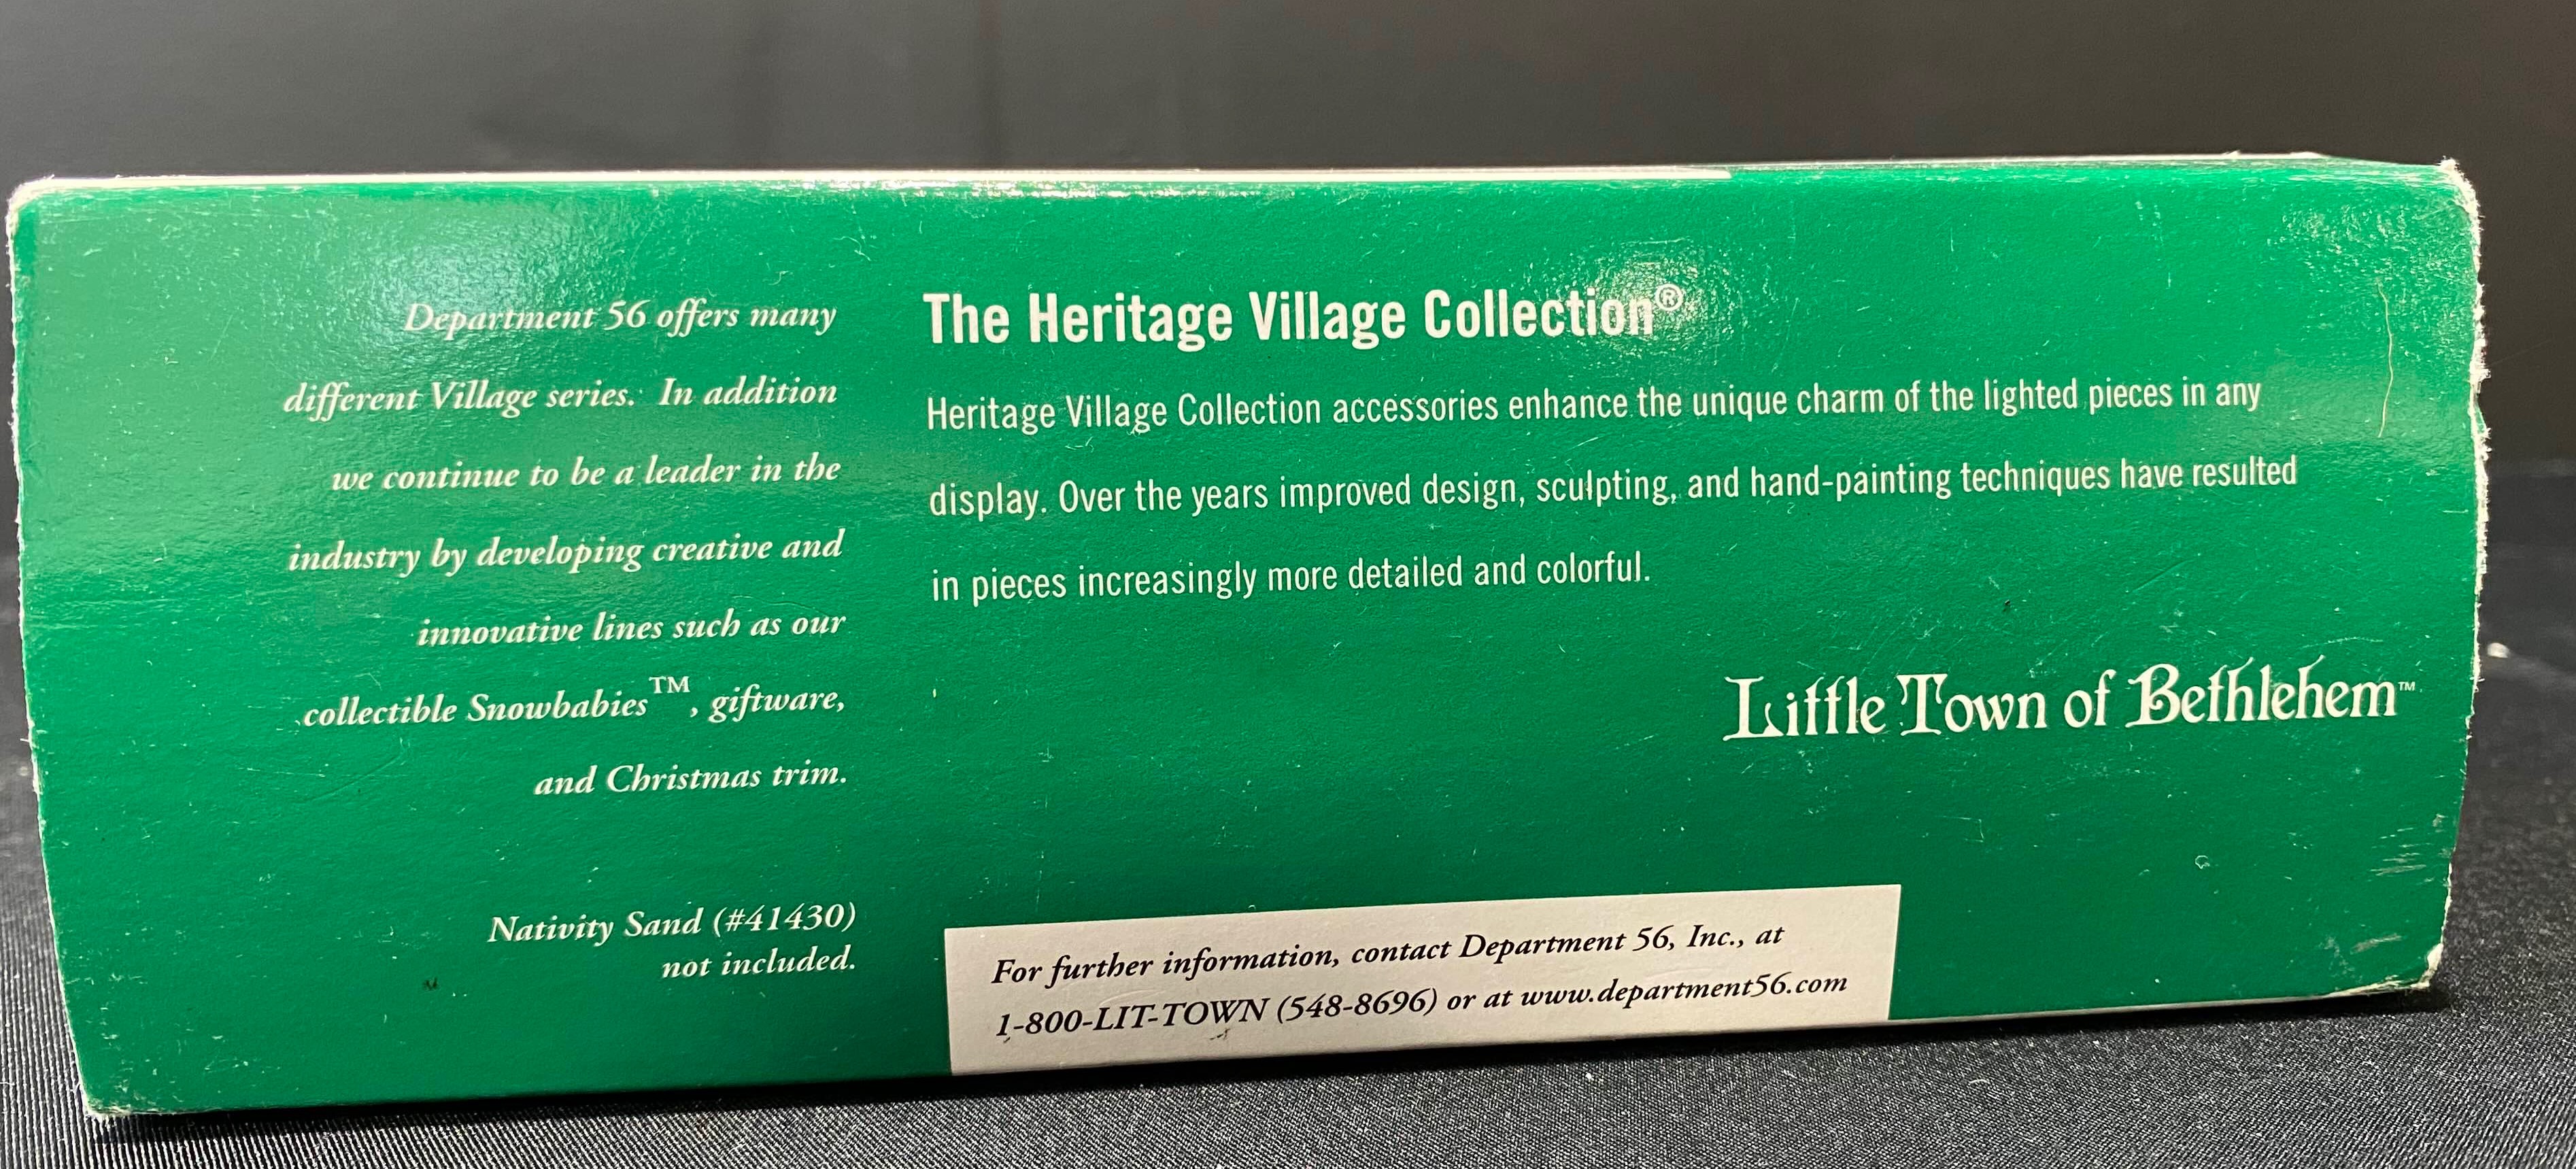 Department 56 offers many
different Village series. In addition
we continue to be a leader in the
industry by developing creative and
innovative lines such as our
collectible Snowbabies™, giftware,
and Christmas trim.
Nativity Sand (#41430)
not included.
The Heritage Village Collection®
Heritage Village Collection accessories enhance the unique charm of the lighted pieces in any
display. Over the years improved design, sculpting, and hand-painting techniques have resulted
in pieces increasingly more detailed and colorful.
Little Town of Bethlehem™
For further information, contact Department 56, Inc., at
1-800-LIT-TOWN (548-8696) or at www.department56.com